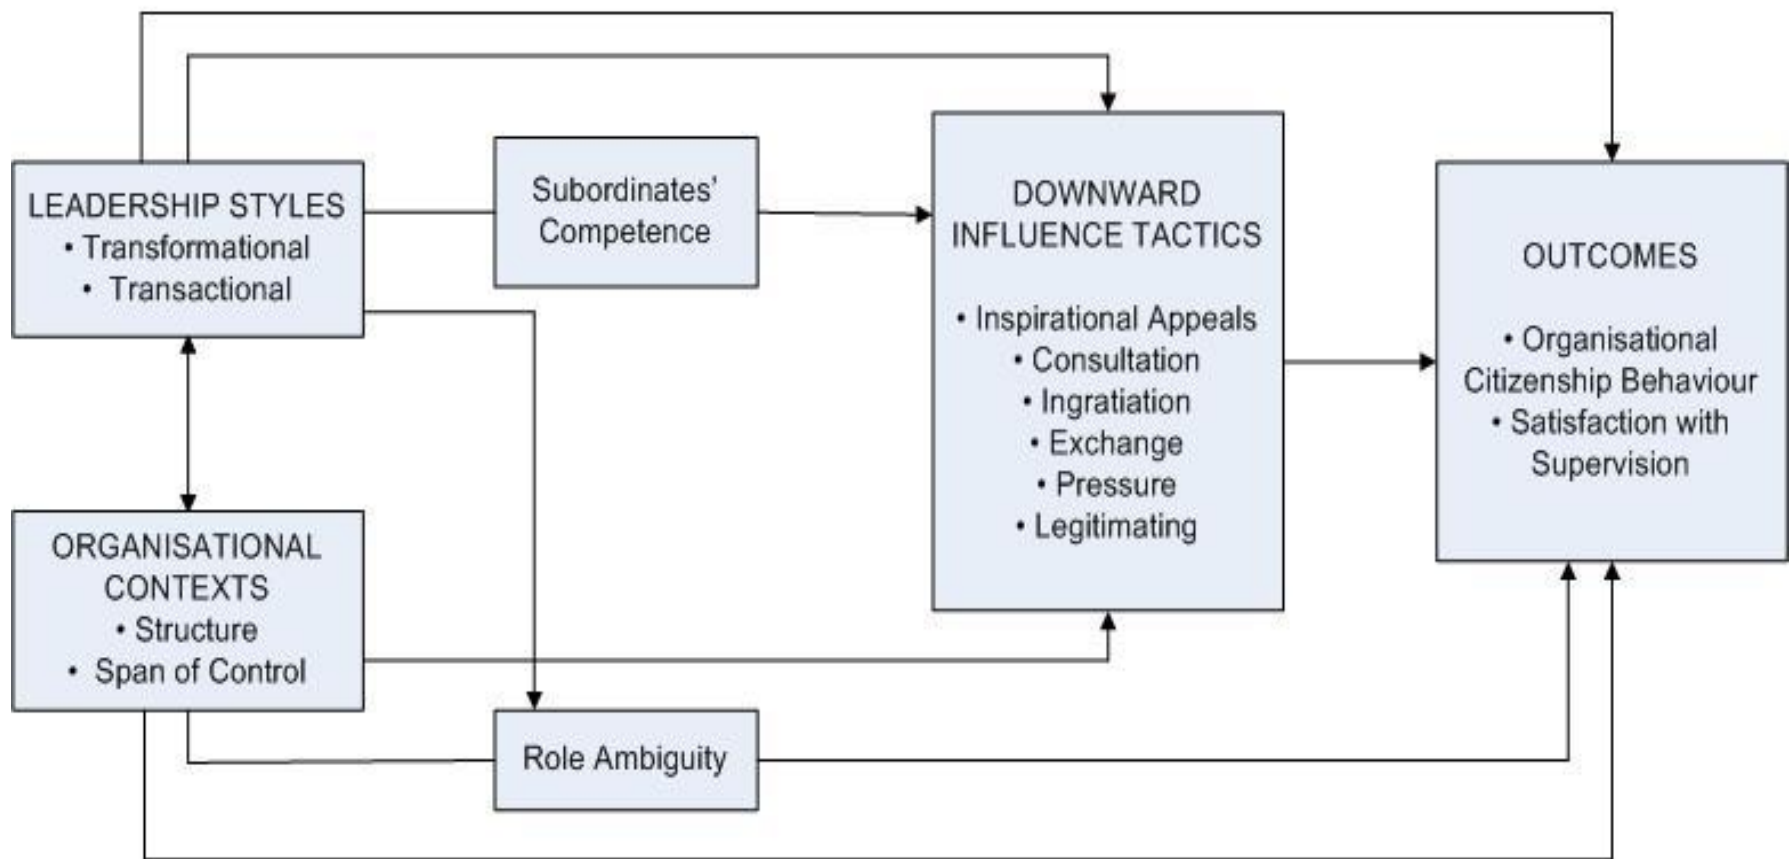 LEADERSHIP STYLES
• Transformational
• Transactional
Subordinates'
Competence
DOWNWARD
INFLUENCE TACTICS
• Inspirational Appeals
• Consultation
• Ingratiation
• Exchange
• Pressure
• Legitimating
OUTCOMES
• Organisational
Citizenship Behaviour
• Satisfaction with
Supervision
ORGANISATIONAL
CONTEXTS
• Structure
• Span of Control
Role Ambiguity